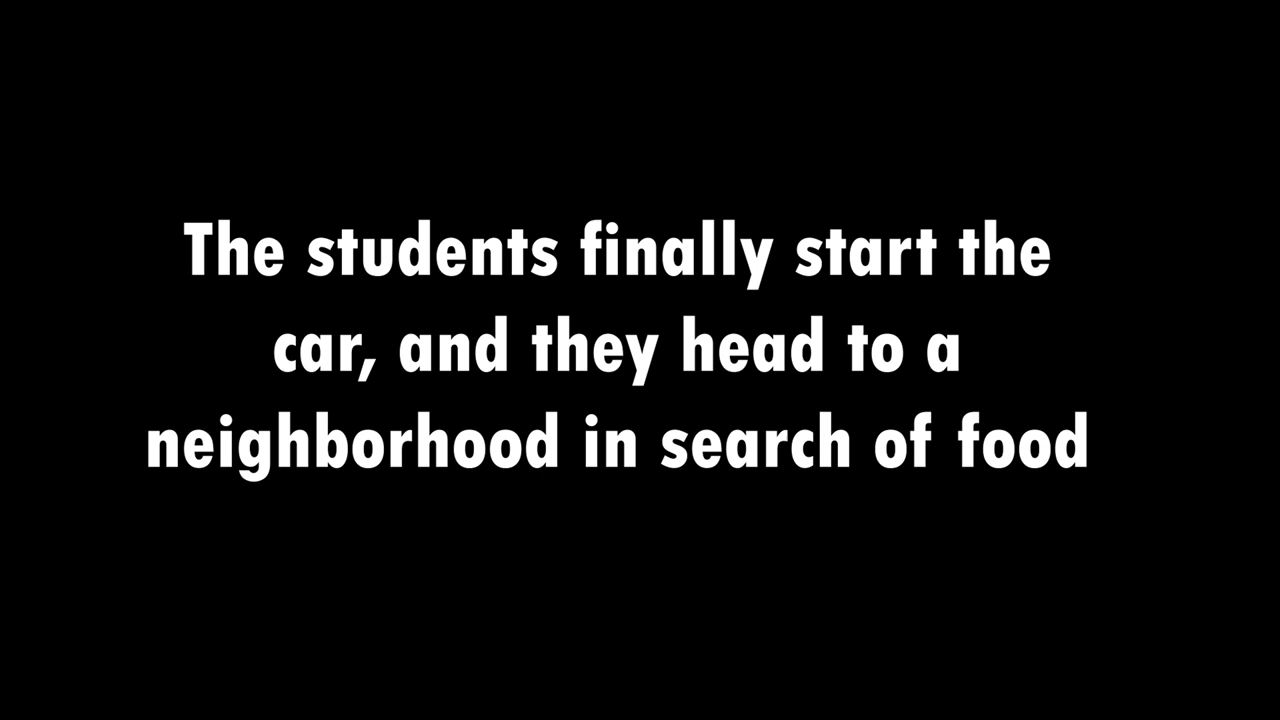 The students finally start the
car, and they head to a
neighborhood in search of food